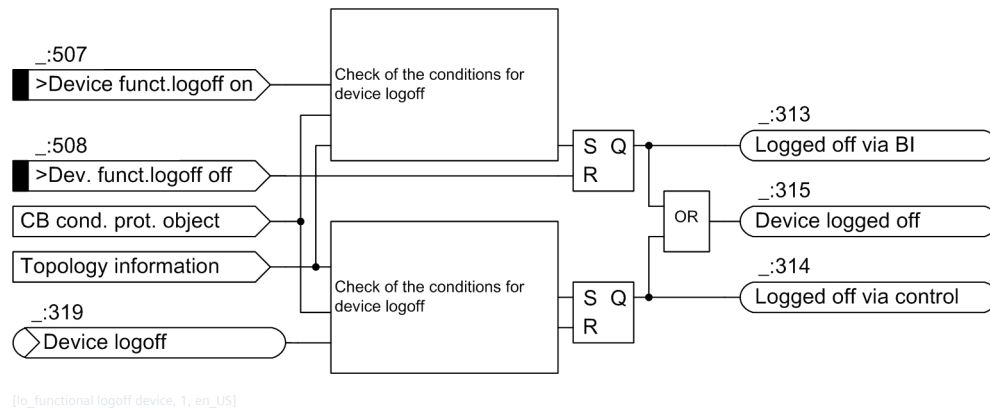 _:507
>Device funct.logoff on
Check of the conditions for
device logoff
_:508
>Dev. funct.logoff off
S Q
R
_:313
Logged off via BI
_:315
OR
Device logged off
CB cond. prot. object
Topology information
Check of the conditions for
device logoff
_:319
Device logoff
S Q
R
_:314
Logged off via control
[lo_functional logoff device, 1, en_US]